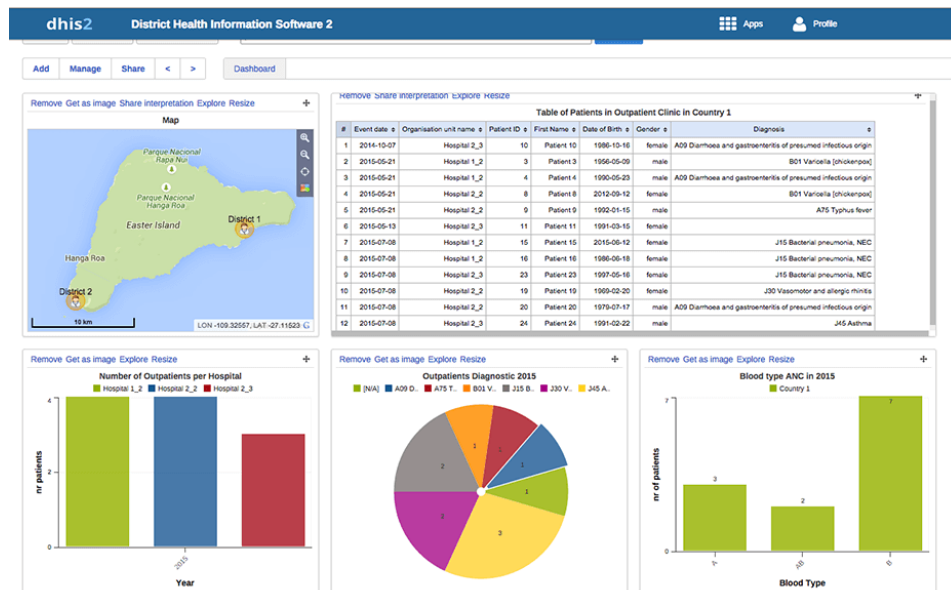 dhis2 District Health Information Software 2 Apps Profile
Add Manage Share < > Dashboard
Remove Get as image Share interpretation Explore Resize
Map
Parque Nacional
Rapa Nui
Parque Nacional
Hanga Roa
District 1
Easter Island
Hanga Roa
District 2
10 km
LON -109.32557, LAT -27.11523
Remove Share interpretation Explore Resize
Table of Patients in Outpatient Clinic in Country 1
# Event date Organisation unit name Patient ID First Name Date of Birth Gender Diagnosis
1 2014-10-07 Hospital 2_3 10 Patient 10 1986-10-16 female A09 Diarrhoea and gastroenteritis of presumed infectious origin
2 2015-05-21 Hospital 1_2 3 Patient 3 1956-05-09 male B01 Varicella [chickenpox]
3 2015-05-21 Hospital 1_2 4 Patient 4 1990-05-23 male A09 Diarrhoea and gastroenteritis of presumed infectious origin
4 2015-05-21 Hospital 2_2 8 Patient 8 2012-09-12 female B01 Varicella [chickenpox]
5 2015-05-21 Hospital 2_2 9 Patient 9 1992-01-15 male A75 Typhus fever
6 2015-05-13 Hospital 2_3 11 Patient 11 1991-03-15 female
7 2015-07-08 Hospital 1_2 15 Patient 15 2015-06-12 female J15 Bacterial pneumonia, NEC
8 2015-07-08 Hospital 1_2 16 Patient 16 1986-06-18 female J15 Bacterial pneumonia, NEC
9 2015-07-08 Hospital 2_3 23 Patient 23 1997-05-16 female J15 Bacterial pneumonia, NEC
10 2015-07-08 Hospital 2_2 19 Patient 19 1969-02-20 female J30 Vasomotor and allergic rhinitis
11 2015-07-08 Hospital 2_2 20 Patient 20 1979-07-17 male A09 Diarrhoea and gastroenteritis of presumed infectious origin
12 2015-07-08 Hospital 2_3 24 Patient 24 1991-02-22 male J45 Asthma
Remove Get as image Explore Resize
Number of Outpatients per Hospital
Hospital 1_2 Hospital 2_2 Hospital 2_3
4
2
0
nr patients
2015
Year
Remove Get as image Explore Resize
Outpatients Diagnostic 2015
[N/A] A09 D.. A75 T.. B01 V.. J15 B.. J30 V.. J45 A..
1
1
1
2
1
3
Remove Get as image Explore Resize
Blood type ANC in 2015
Country 1
7
0
nr of patients
3
2
7
A
AB
B
Blood Type